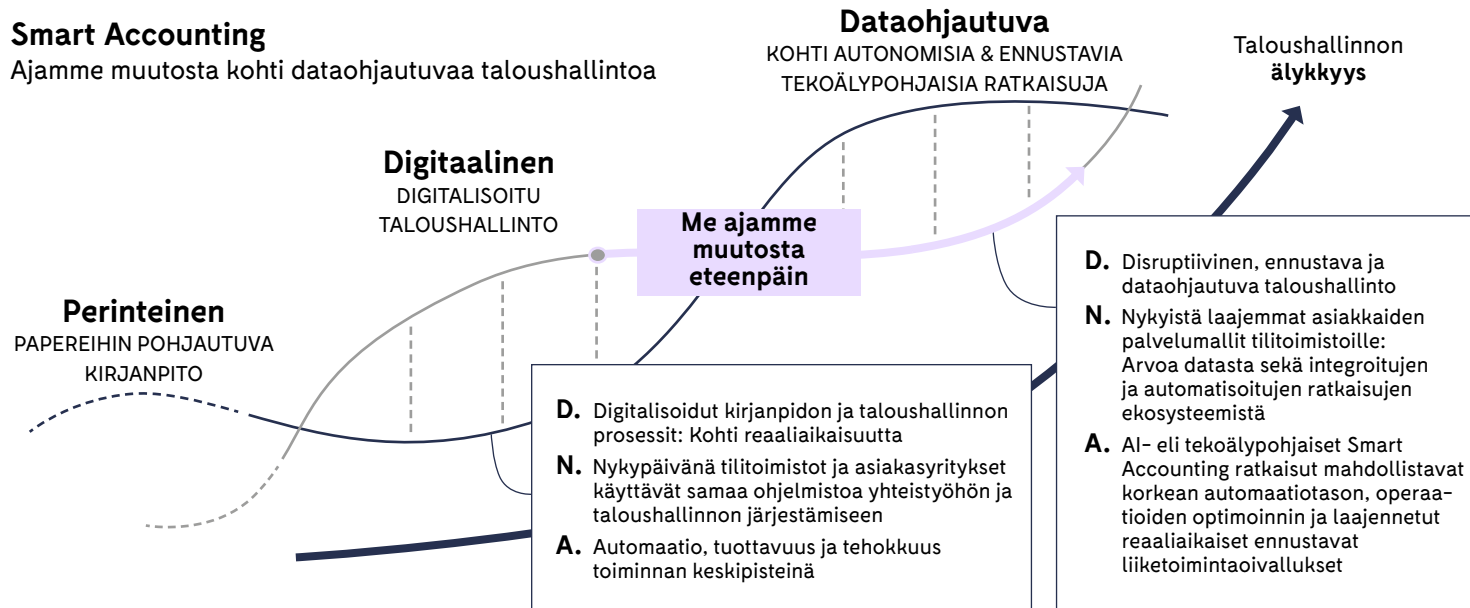 Smart Accounting
Ajamme muutosta kohti dataohjautuvaa taloushallintoa
Perinteinen
PAPEREIHIN POHJAUTUVA
KIRJANPITO
Digitaalinen
DIGITALISOITU
TALOUSHALLINTO
Me ajamme
muutosta
eteenpäin
Dataohjautuva
KOHTI AUTONOMISIA & ENNUSTAVIA
TEKOÄLYPOHJAISIA RATKAISUJA
Taloushallinnon
älykkyys
D. Digitalisoidut kirjanpidon ja taloushallinnon
prosessit: Kohti reaaliaikaisuutta
N. Nykypäivänä tilitoimistot ja asiakasyritykset
käyttävät samaa ohjelmistoa yhteistyöhön ja
taloushallinnon järjestämiseen
A. Automaatio, tuottavuus ja tehokkuus
toiminnan keskipisteinä
D. Disruptiivinen, ennustava ja
dataohjautuva taloushallinto
N. Nykyistä laajemmat asiakkaiden
palvelumallit tilitoimistoille:
Arvoa datasta sekä integroitujen
ja automatisoitujen ratkaisujen
ekosysteemistä
A. AI- eli tekoälypohjaiset Smart
Accounting ratkaisut mahdollistavat
korkean automaatiotason, operaa-
tioiden optimoinnin ja laajennetut
reaaliaikaiset ennustavat
liiketoimintaoivallukset